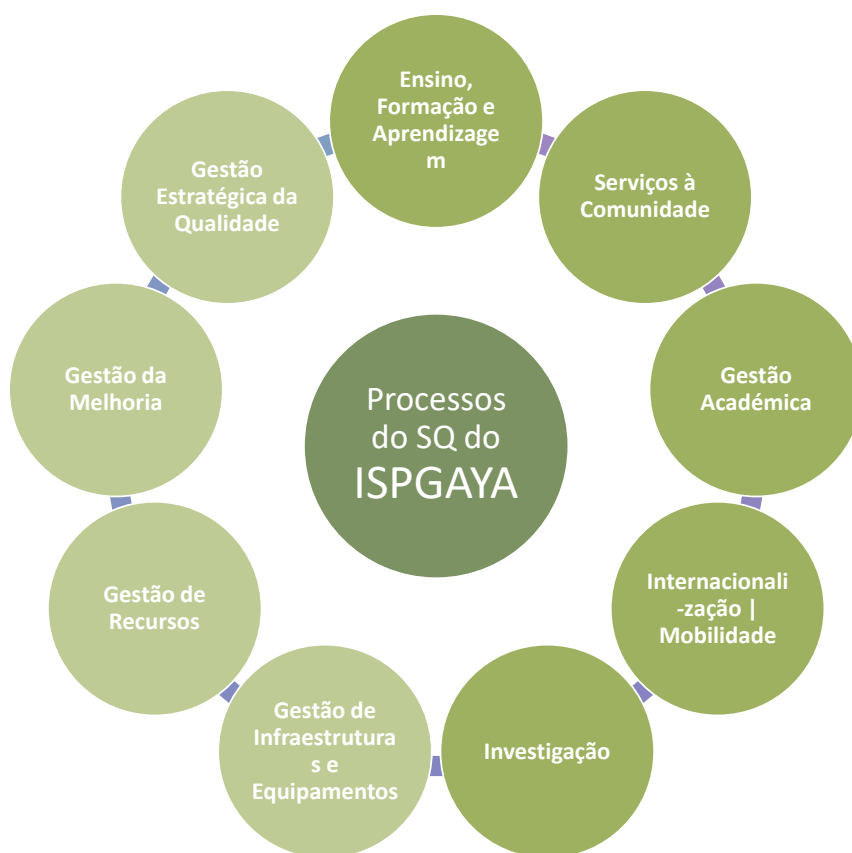 Ensino,
Formação e
Aprendizage
m
Serviços à
Comunidade
Gestão
Académica
Internacionali
-zação |
Mobilidade
Investigação
Gestão de
Infraestrutura
s e
Equipamentos
Gestão de
Recursos
Gestão da
Melhoria
Gestão
Estratégica da
Qualidade
Processos
do SQ do
ISPGAYA